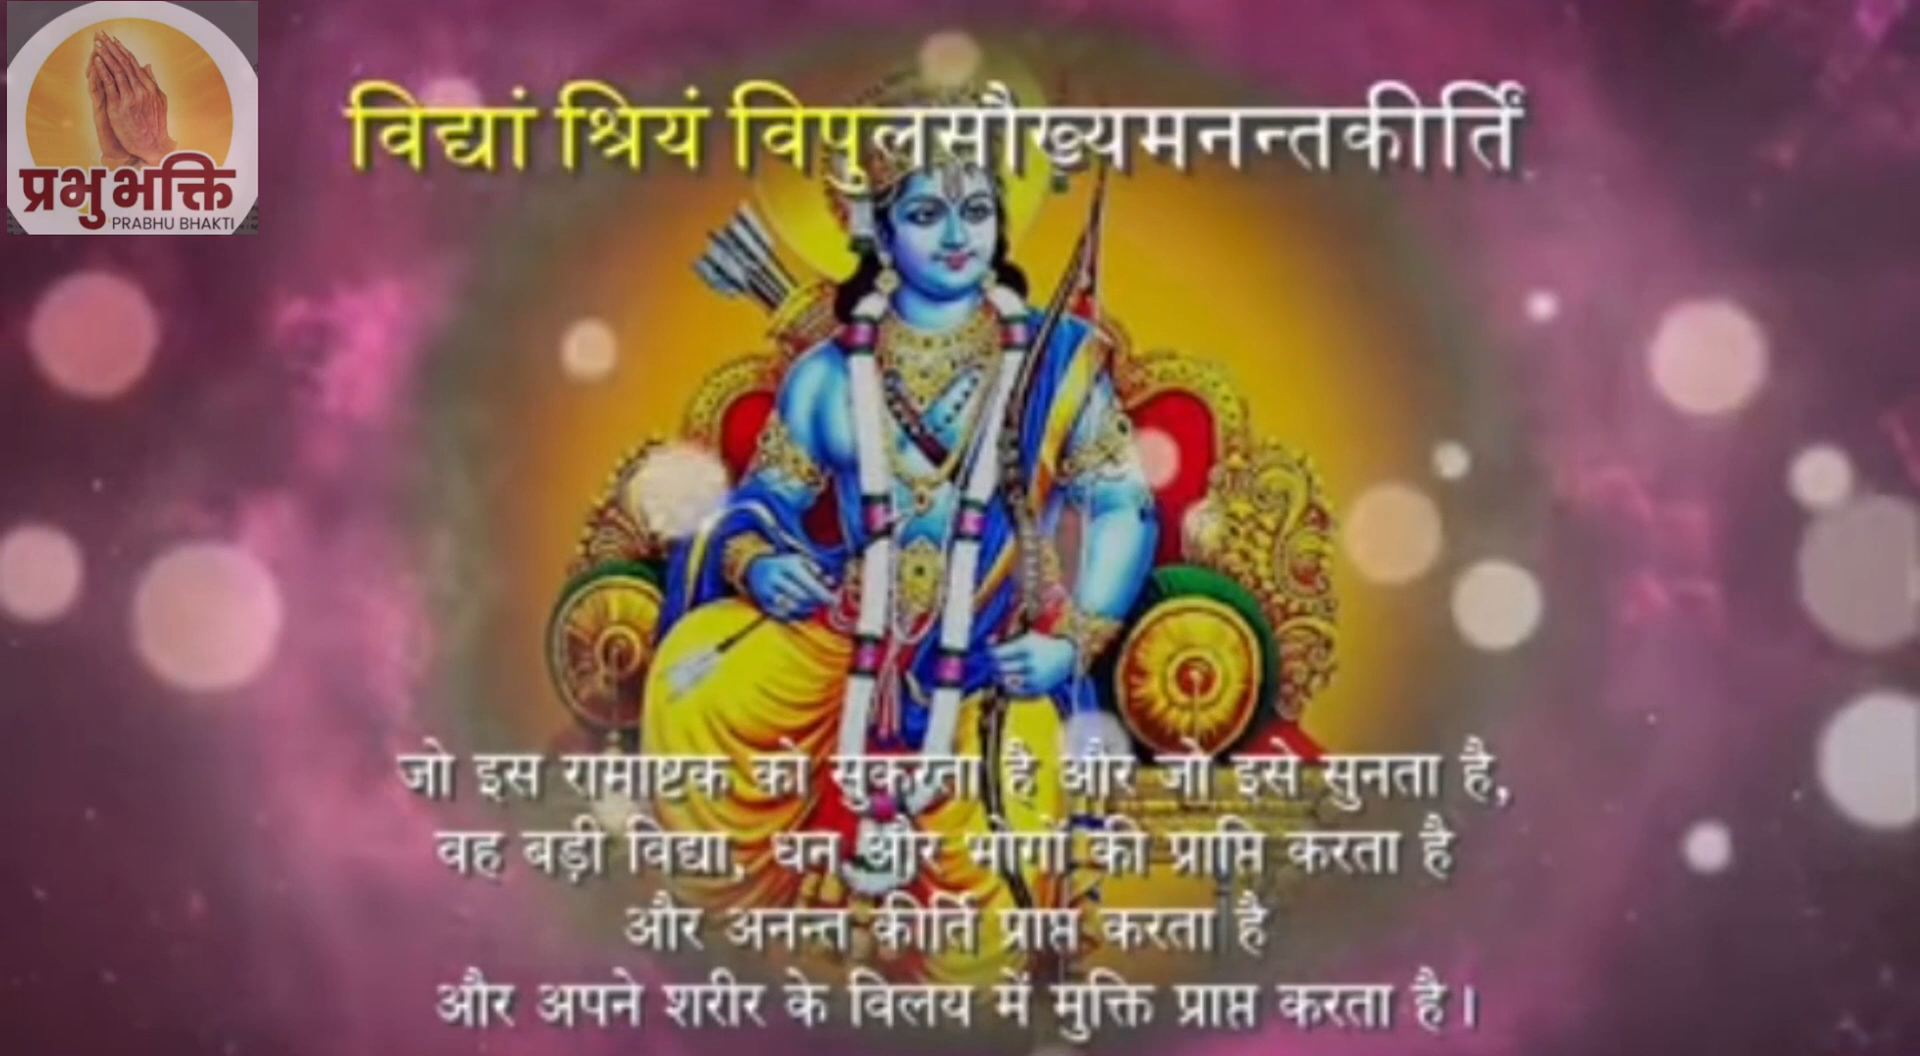 प्रभु भक्ति
PRABHU BHAKTI
विद्यां श्रियं विपुलसौख्यमनन्तकीर्तिं
जो इस रामाष्टक को सुकरता है और जो इसे सुनता है,
वह बड़ी विद्या, धन और भोगों की प्राप्ति करता है
और अनन्त कीर्ति प्राप्त करता है
और अपने शरीर के विलय में मुक्ति प्राप्त करता है।